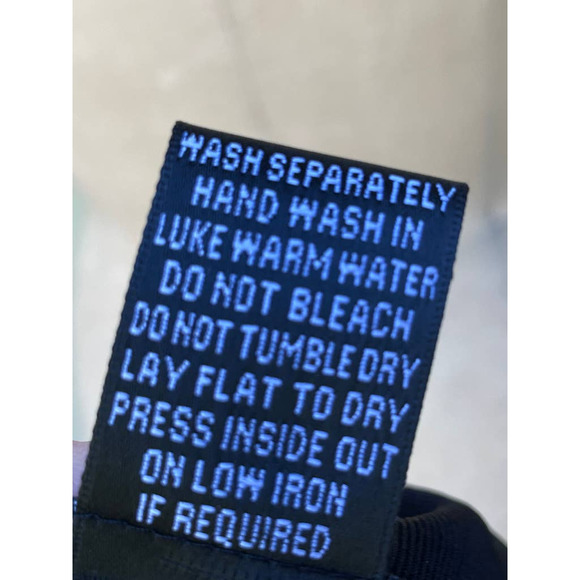 WASH SEPARATELY
HAND WASH IN
LUKE WARM WATER
DO NOT BLEACH
DO NOT TUMBLE DRY
LAY FLAT TO DRY
PRESS INSIDE OUT
ON LOW IRON
IF REQUIRED